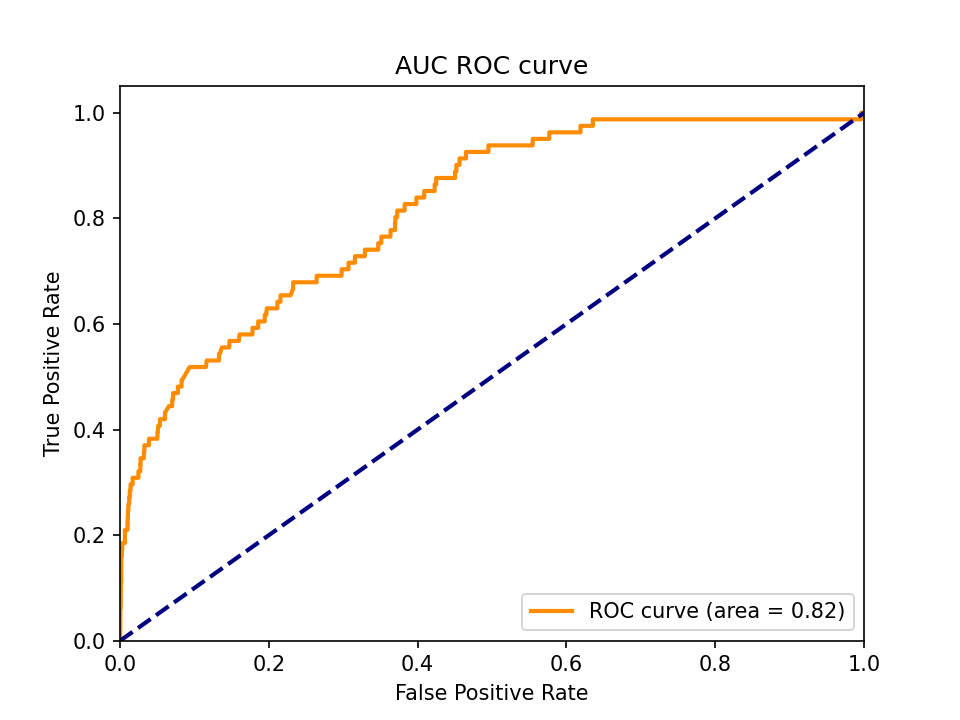 AUC ROC curve
1.0
0.8
0.6
0.4
0.2
0.0
True Positive Rate
ROC curve (area = 0.82)
0.0 0.2 0.4 0.6 0.8 1.0
False Positive Rate